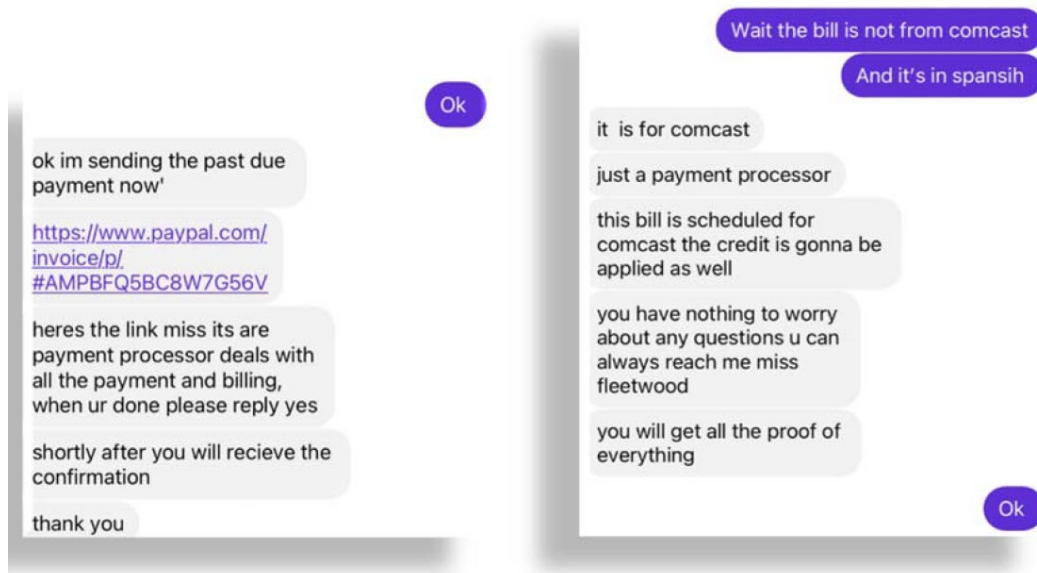 Ok
ok im sending the past due
payment now'
https://www.paypal.com/
invoice/p/
#AMPBFQ5BC8W7G56V
heres the link miss its are
payment processor deals with
all the payment and billing,
when ur done please reply yes
shortly after you will recieve the
confirmation
thank you
Wait the bill is not from comcast
And it’s in spansih
it is for comcast
just a payment processor
this bill is scheduled for
comcast the credit is gonna be
applied as well
you have nothing to worry
about any questions u can
always reach me miss
fleetwood
you will get all the proof of
everything
Ok